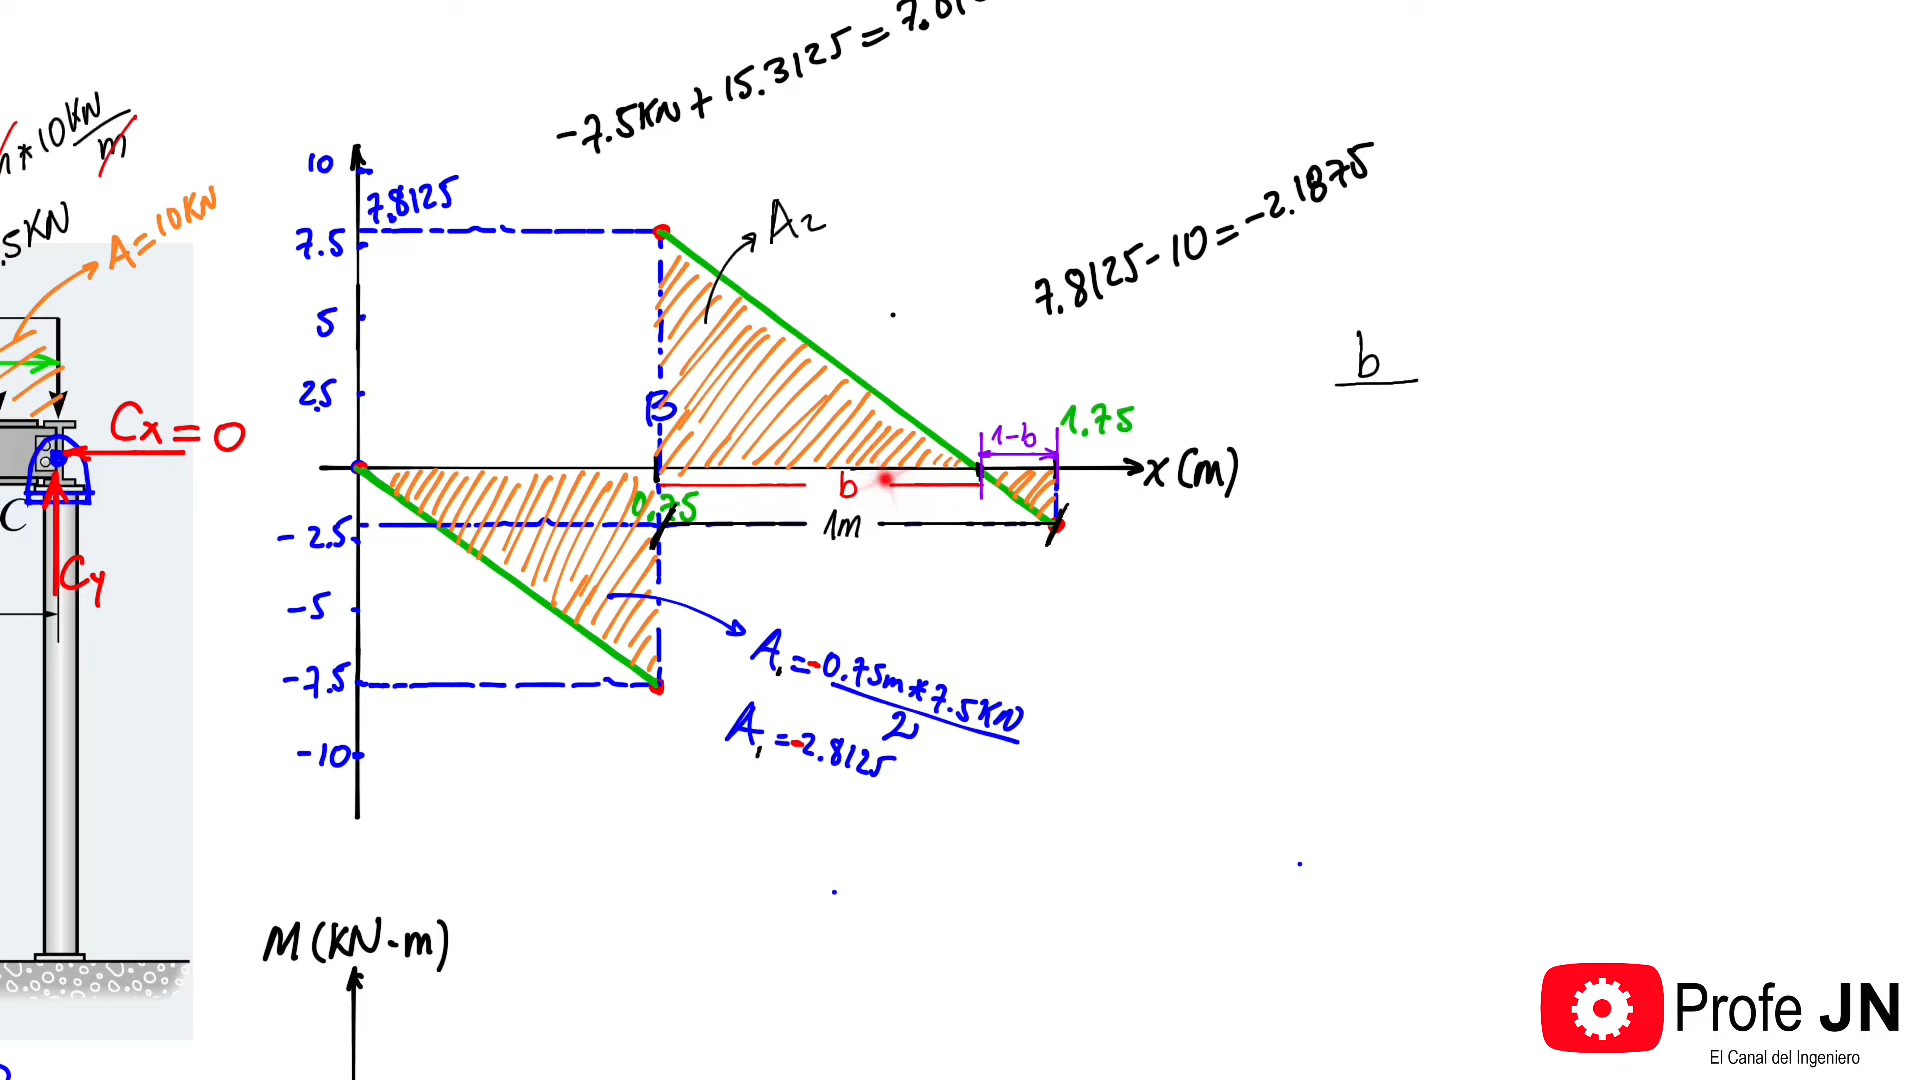 -7.5KN + 15.3125 =
*10 KN/m
.5KN
A=10KN
10
7.8125
7.5
5
2.5
A2
7.8125-10=-2.1875
b
Cx=0
B
1-b
1.75
x(m)
b
0.75
1m
-2.5
-5
-7.5
-10
C
Cy
A1=-0.75m*7.5KN
2
A1=-2.8125
M(KN-m)
Profe JN
El Canal del Ingeniero